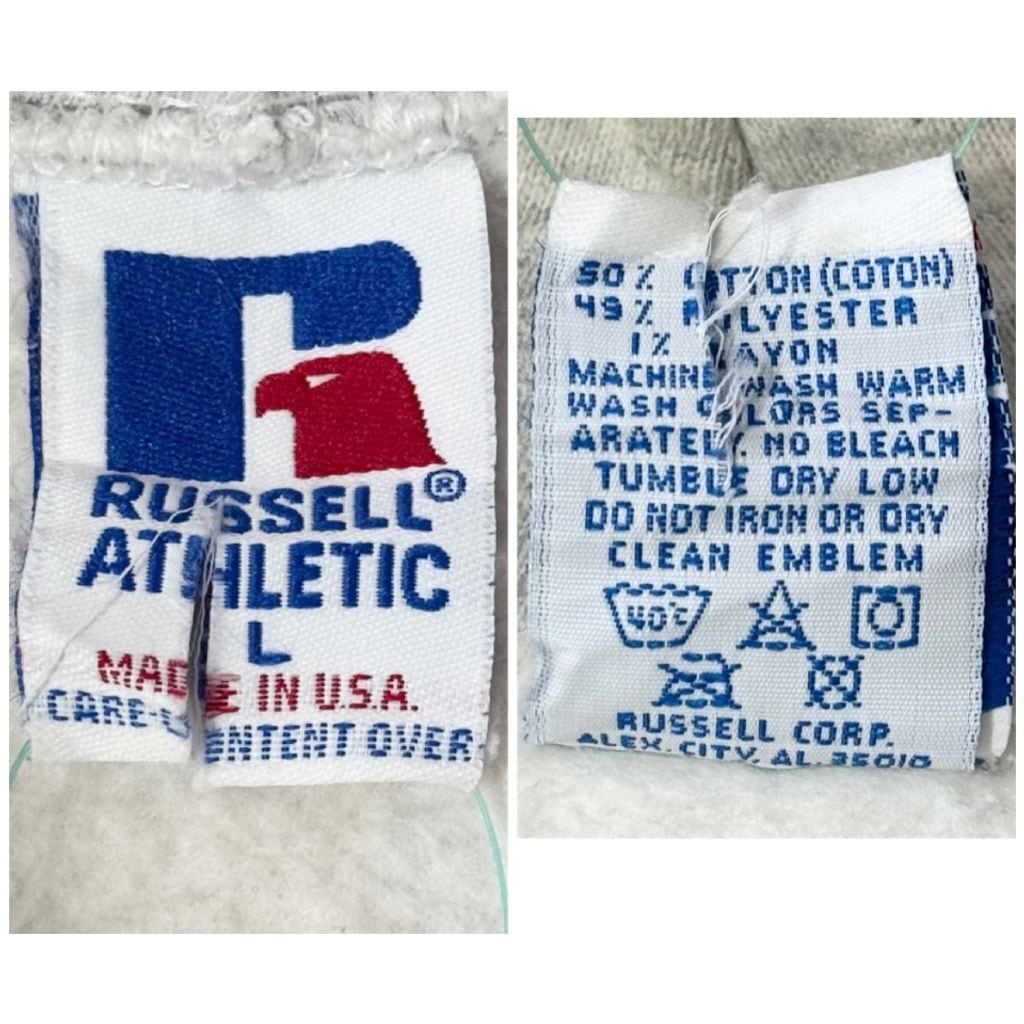 RUSSELL®
ATHLETIC
L
MADE IN U.S.A.
CARE-CONTENT OVER
50% COTTON (COTON)
49% POLYESTER
1% RAYON
MACHINE WASH WARM
WASH COLORS SEP-
ARATELY. NO BLEACH
TUMBLE DRY LOW
DO NOT IRON OR DRY
CLEAN EMBLEM
40°C
RUSSELL CORP.
ALEX. CITY, AL. 35010